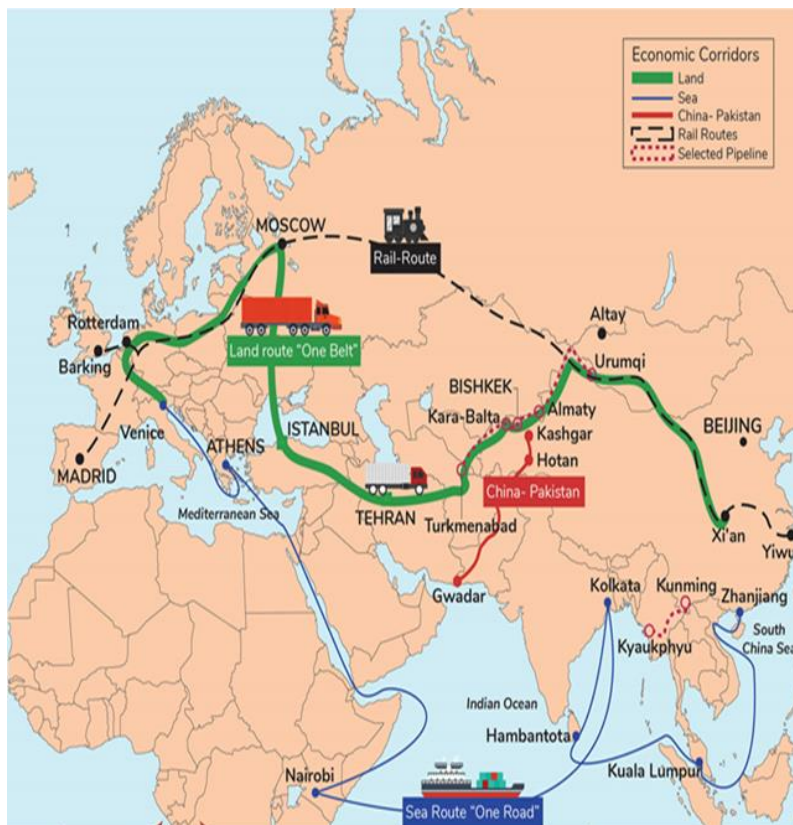 Economic Corridors
Land
Sea
China- Pakistan
Rail Routes
Selected Pipeline
MOSCOW
Rail-Route
Altay
Rotterdam
Barking
Land route "One Belt"
Urumqi
BISHKEK
Kara-Balta
Almaty
Kashgar
Venice
ISTANBUL
BEIJING
ATHENS
Hotan
MADRID
China- Pakistan
Mediterranean Sea
TEHRAN
Turkmenabad
Xi'an
Yiwu
Gwadar
Kolkata
Kunming
Zhanjiang
Kyaukphyu
South
China Sea
Indian Ocean
Hambantota
Kuala Lumpur
Nairobi
Sea Route "One Road"